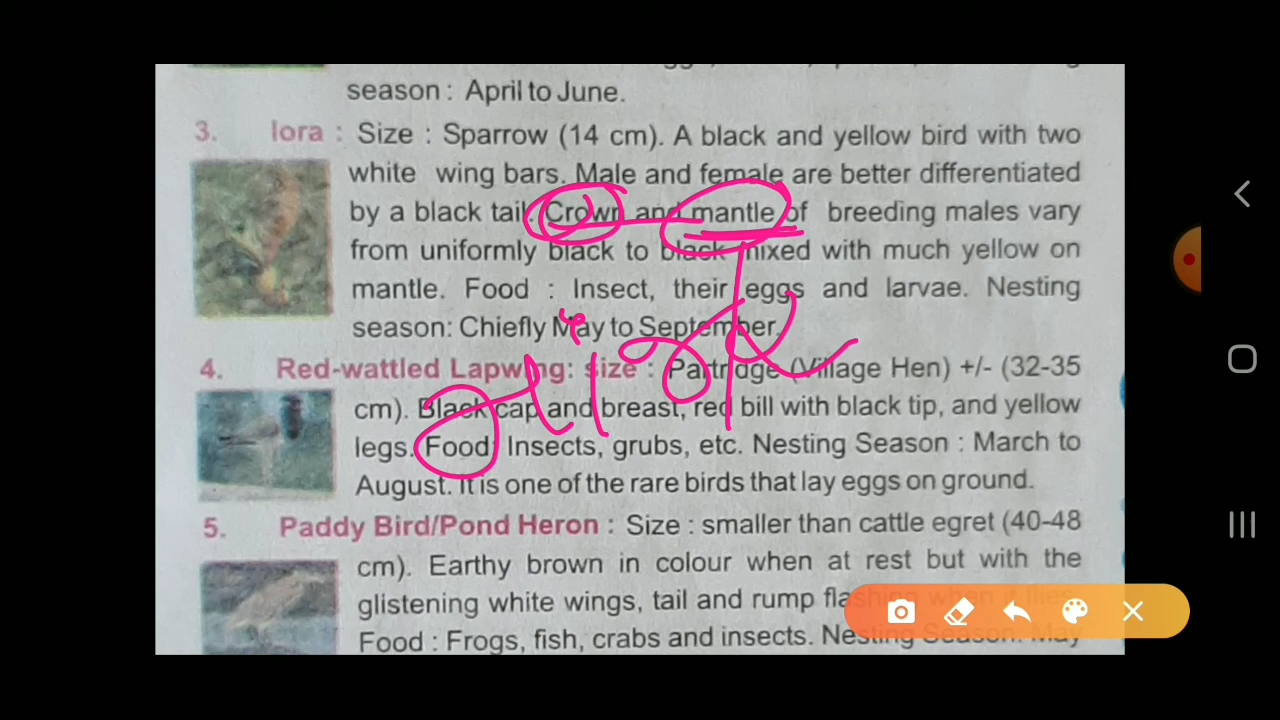 season : April to June.
3. Iora : Size : Sparrow (14 cm). A black and yellow bird with two
white wing bars. Male and female are better differentiated
by a black tail. Crown and mantle of breeding males vary
from uniformly black to black mixed with much yellow on
mantle. Food : Insect, their eggs and larvae. Nesting
season: Chiefly May to September.
4. Red-wattled Lapwing: size : Partridge (Village Hen) +/- (32-35
cm). Black cap and breast, red bill with black tip, and yellow
legs. Food: Insects, grubs, etc. Nesting Season : March to
August. It is one of the rare birds that lay eggs on ground.
5. Paddy Bird/Pond Heron : Size : smaller than cattle egret (40-48
cm). Earthy brown in colour when at rest but with the
glistening white wings, tail and rump flashing when it flies.
Food : Frogs, fish, crabs and insects. Nesting Season: May